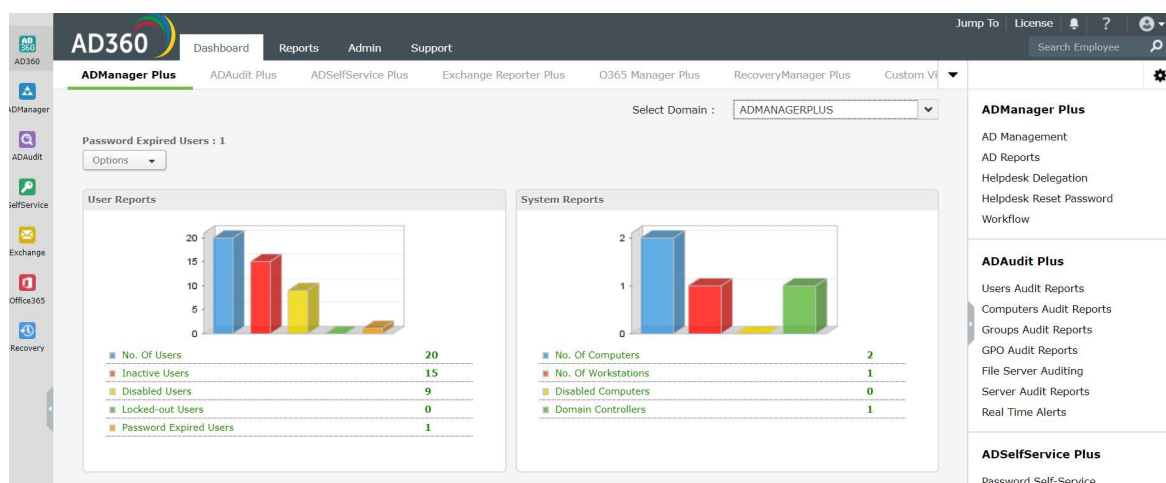 Jump To License ?
AD360
Dashboard Reports Admin Support
Search Employee
AD360
ADManager Plus ADAudit Plus ADSelfService Plus Exchange Reporter Plus O365 Manager Plus RecoveryManager Plus Custom Vi
ADManager
ADAudit
SelfService
Exchange
Office365
Recovery
Select Domain : ADMANAGERPLUS
Password Expired Users : 1
Options
User Reports
20
15
10
5
0
No. Of Users 20
Inactive Users 15
Disabled Users 9
Locked-out Users 0
Password Expired Users 1
System Reports
2
1
0
No. Of Computers 2
No. Of Workstations 1
Disabled Computers 0
Domain Controllers 1
ADManager Plus
AD Management
AD Reports
Helpdesk Delegation
Helpdesk Reset Password
Workflow
ADAudit Plus
Users Audit Reports
Computers Audit Reports
Groups Audit Reports
GPO Audit Reports
File Server Auditing
Server Audit Reports
Real Time Alerts
ADSelfService Plus
Password Self-Service